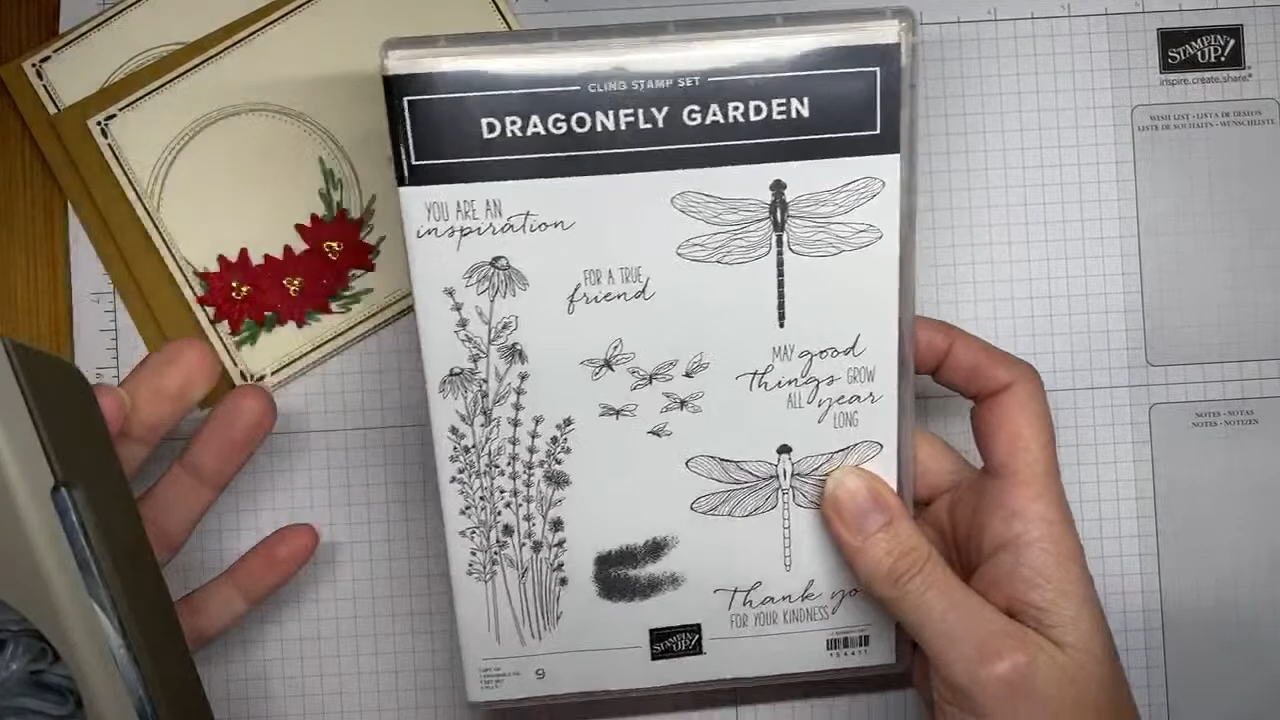 CLING STAMP SET
DRAGONFLY GARDEN
YOU ARE AN
inspiration
FOR A TRUE
friend
MAY good
things GROW
ALL year
LONG
Thank yo
FOR YOUR KINDNESS
STAMPIN' UP!
9
STAMPIN' UP!
inspire.create.share.®
WISH LIST • LISTA DE DESEOS
LISTE DE SOUHAITS • WUNSCHLISTE
NOTES • NOTAS
NOTES • NOTIZEN